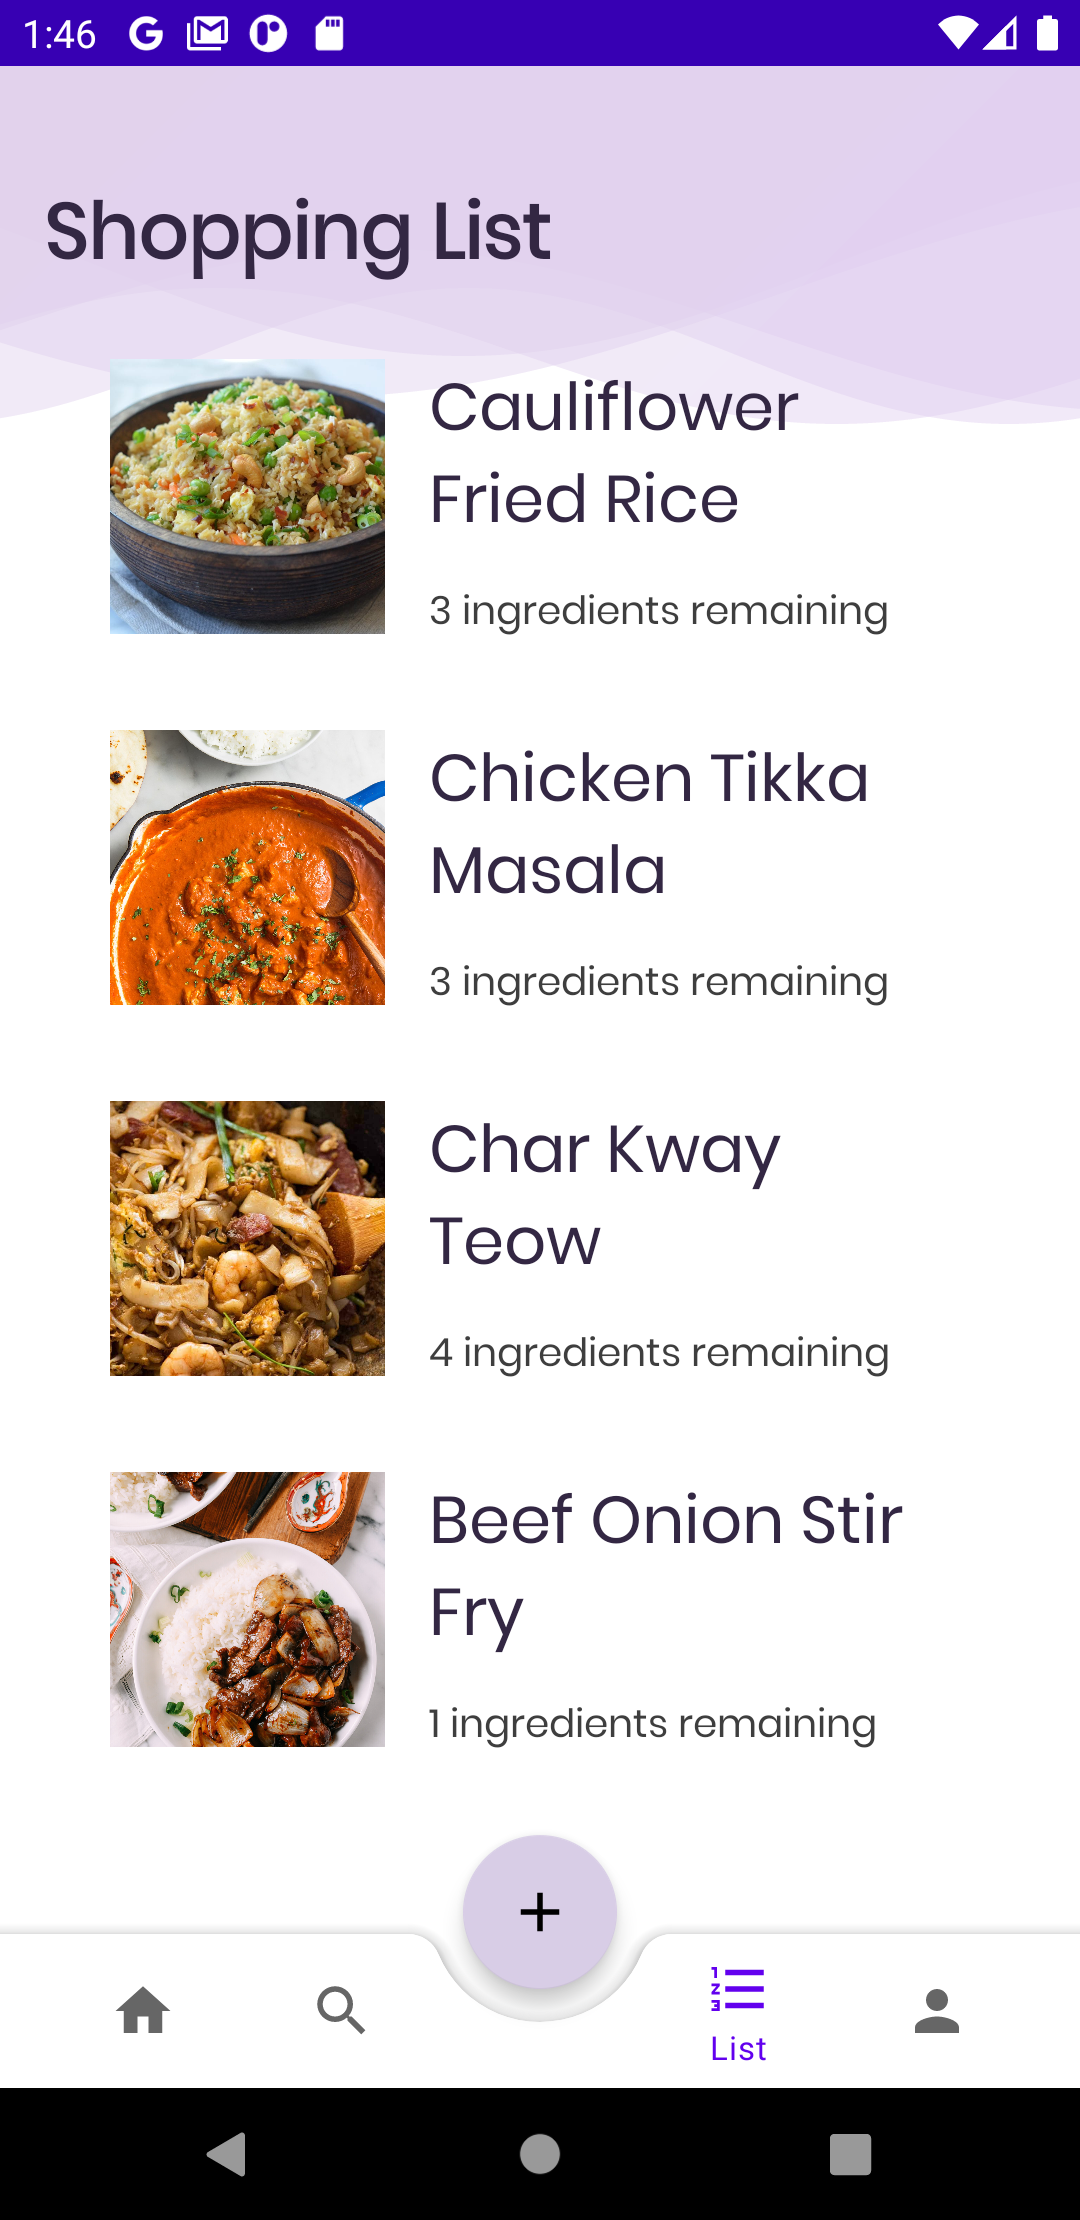 1:46
Shopping List
Cauliflower
Fried Rice
3 ingredients remaining
Chicken Tikka
Masala
3 ingredients remaining
Char Kway
Teow
4 ingredients remaining
Beef Onion Stir
Fry
1 ingredients remaining
List